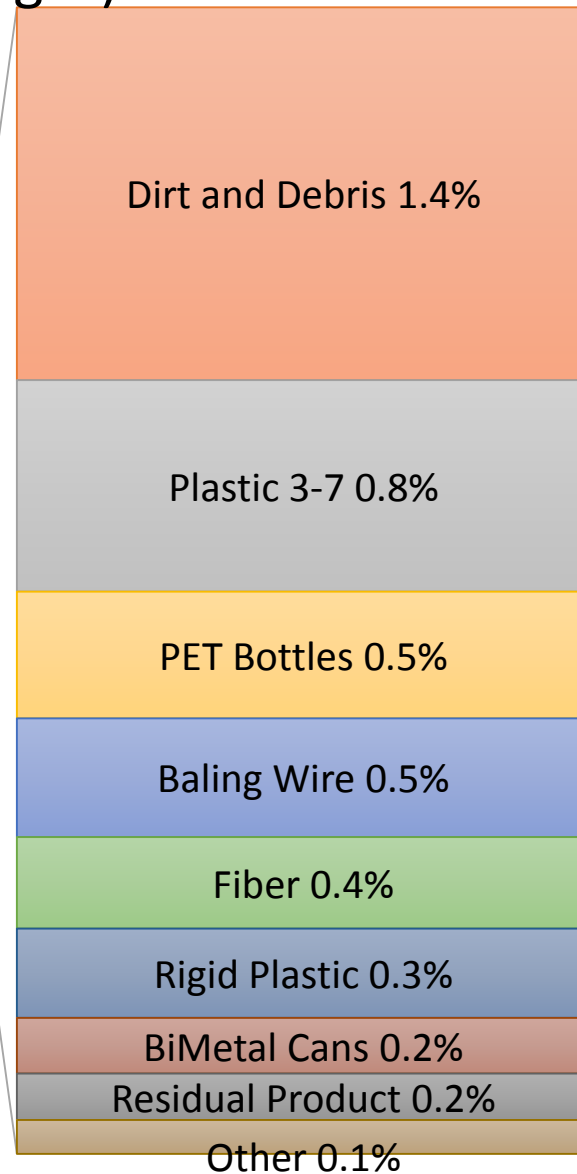 Dirt and Debris 1.4%
Plastic 3-7 0.8%
PET Bottles 0.5%
Baling Wire 0.5%
Fiber 0.4%
Rigid Plastic 0.3%
BiMetal Cans 0.2%
Residual Product 0.2%
Other 0.1%